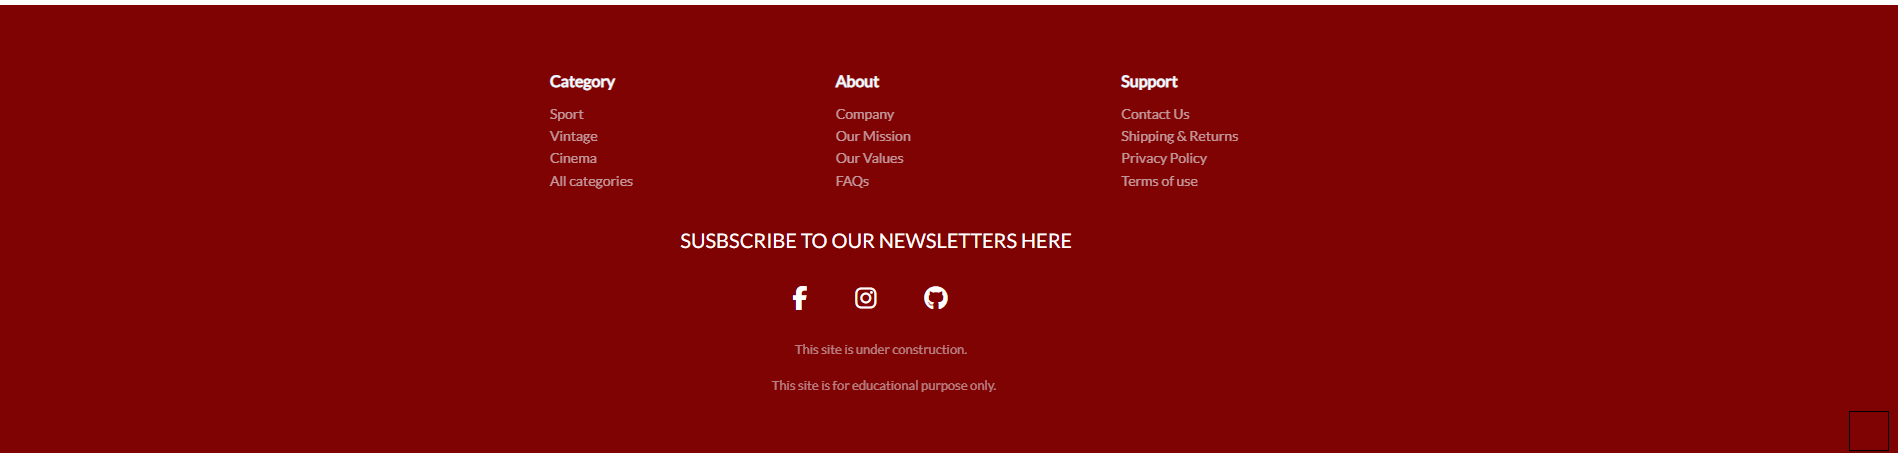 Category
Sport
Vintage
Cinema
All categories
About
Company
Our Mission
Our Values
FAQs
Support
Contact Us
Shipping & Returns
Privacy Policy
Terms of use
SUSBSCRIBE TO OUR NEWSLETTERS HERE
This site is under construction.
This site is for educational purpose only.